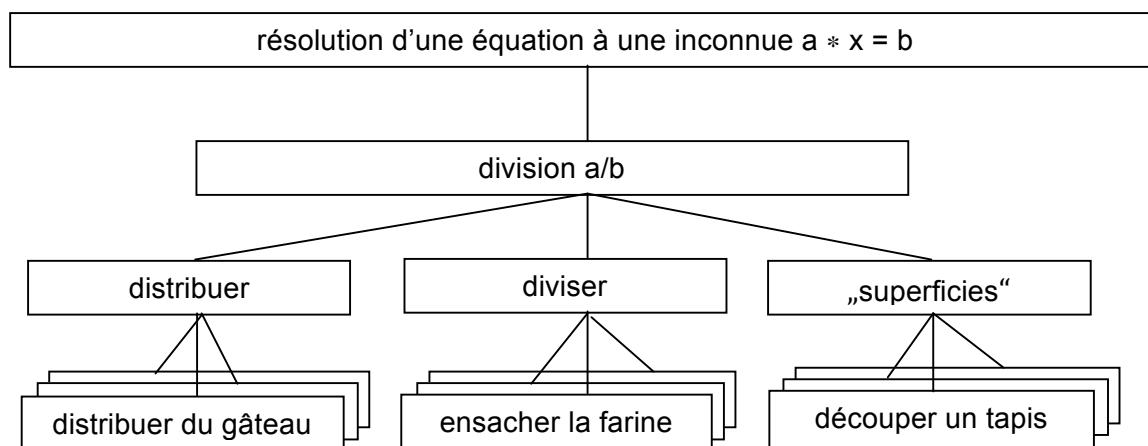 résolution d’une équation à une inconnue a ∗ x = b
division a/b
distribuer
diviser
„superficies“
distribuer du gâteau
ensacher la farine
découper un tapis